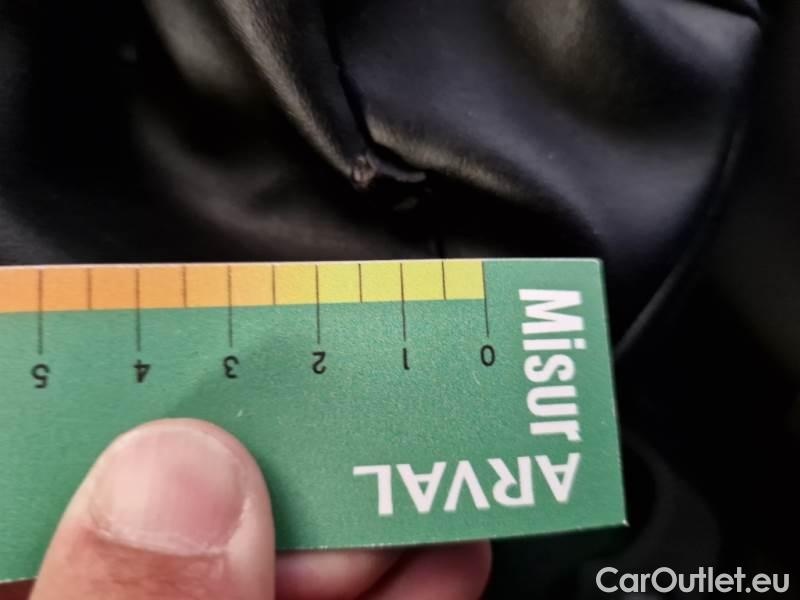 Misur
ARVAL
0 1 2 3 4 5
CarOutlet.eu